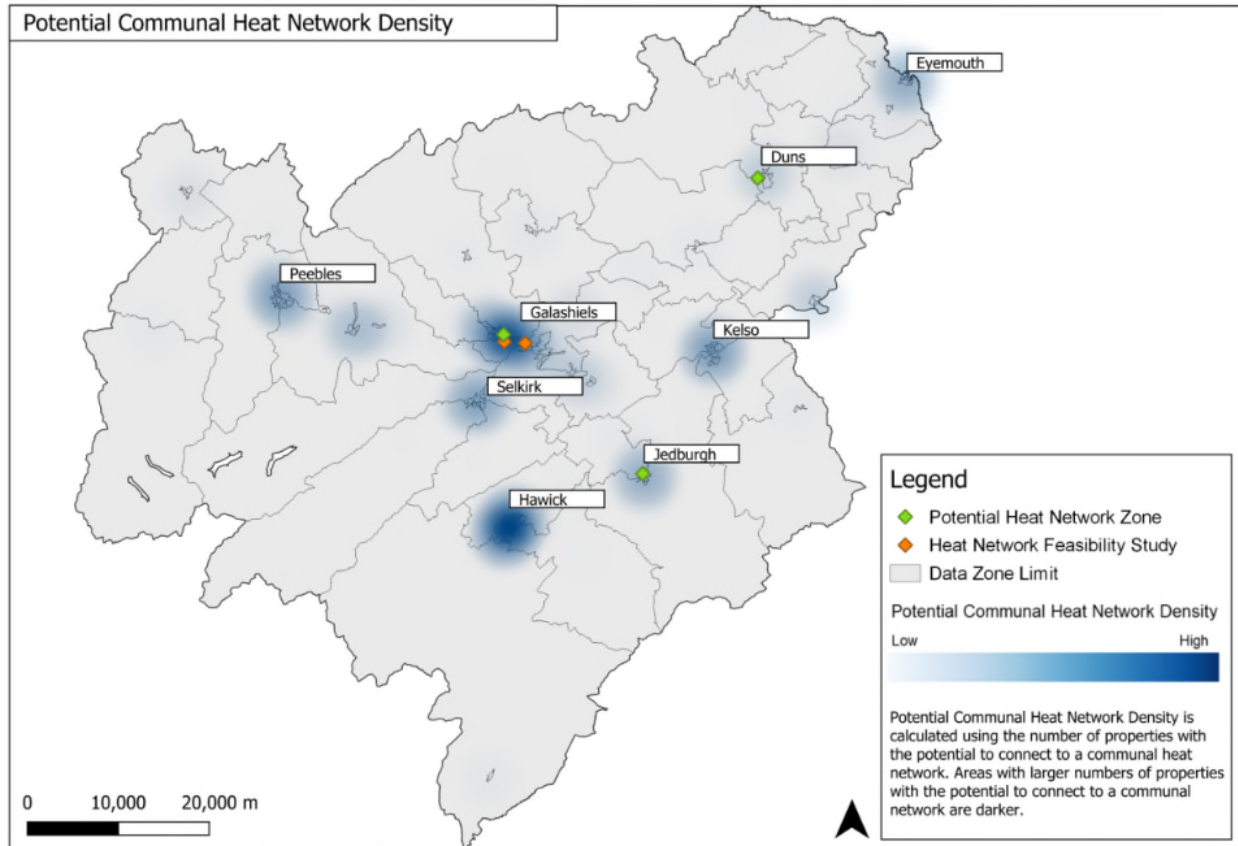 Potential Communal Heat Network Density
Eyemouth
Duns
Peebles
Galashiels
Kelso
Selkirk
Jedburgh
Hawick
Legend
Potential Heat Network Zone
Heat Network Feasibility Study
Data Zone Limit
Potential Communal Heat Network Density
Low High
Potential Communal Heat Network Density is
calculated using the number of properties with
the potential to connect to a communal heat
network. Areas with larger numbers of properties
with the potential to connect to a communal
network are darker.
0 10,000 20,000 m